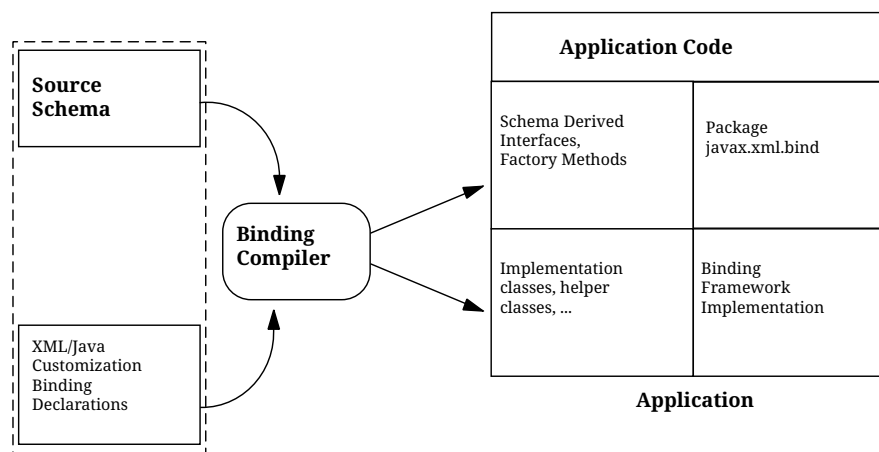 Source
Schema
XML/Java
Customization
Binding
Declarations
Binding
Compiler
Application Code
Schema Derived
Interfaces,
Factory Methods
Package
javax.xml.bind
Implementation
classes, helper
classes, ...
Binding
Framework
Implementation
Application